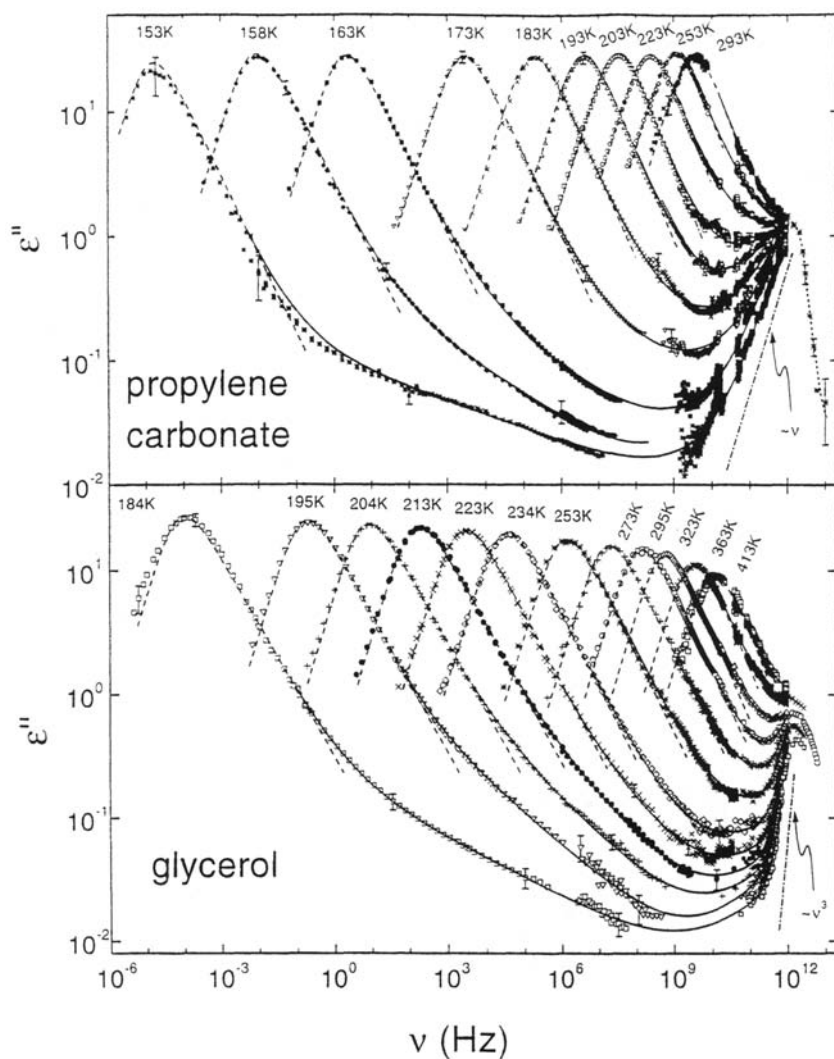 153K 158K 163K 173K 183K 193K 203K 223K 253K 293K
10¹
10⁰
10⁻¹
10⁻²
ε''
propylene
carbonate
~ν
184K 195K 204K 213K 223K 234K 253K 273K 295K 323K 363K 413K
10¹
10⁰
10⁻¹
10⁻²
ε''
glycerol
~ν³
10⁻⁶ 10⁻³ 10⁰ 10³ 10⁶ 10⁹ 10¹²
ν (Hz)